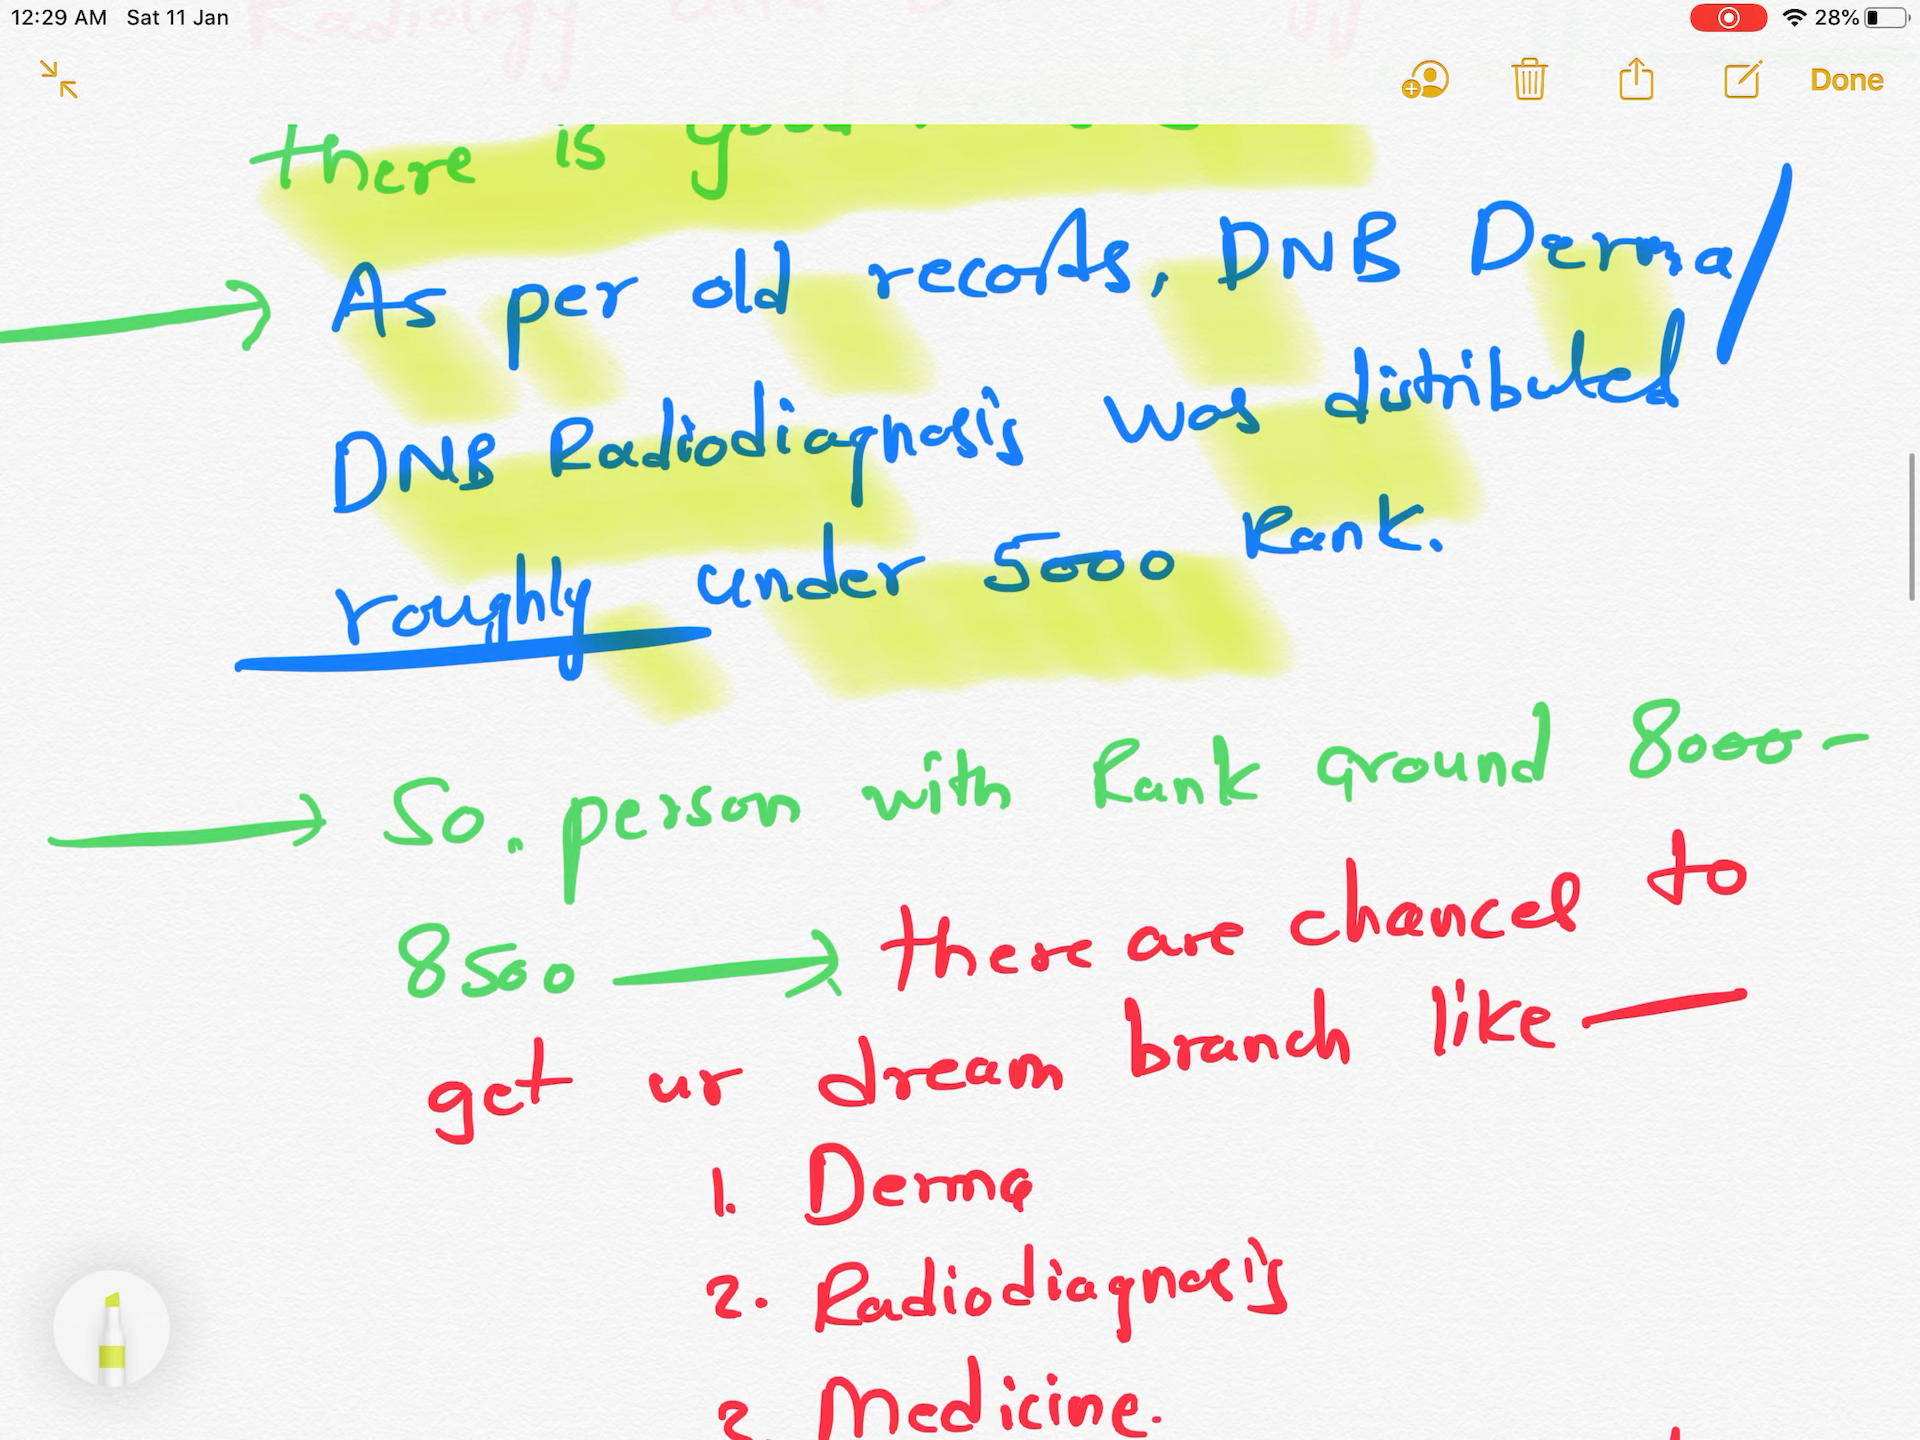 12:29 AM Sat 11 Jan
28%
Radiology
Done
there is good
As per old records, DNB Derma/
DNB Radiodiagnosis was distributed
roughly under 5000 Rank.
So. person with Rank around 8000-
8500 → there are chances to
get ur dream branch like —
1. Derma
2. Radiodiagnosis
3. Medicine.